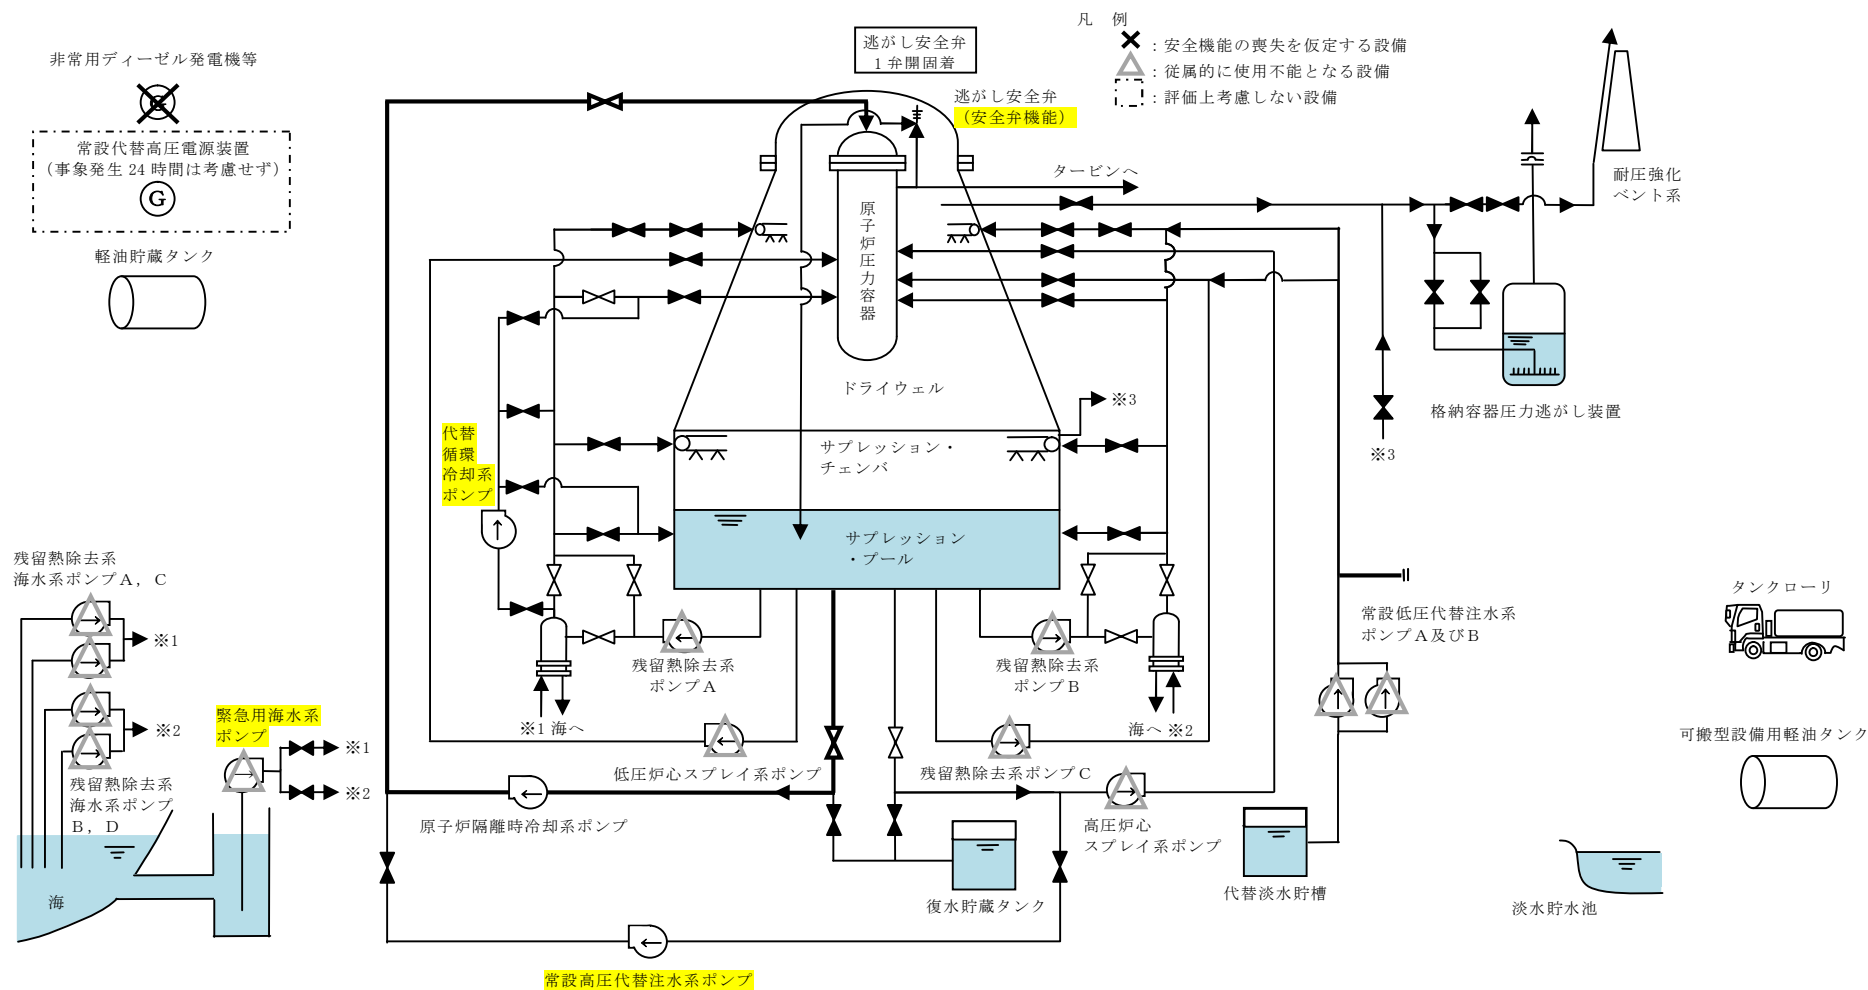 凡 例
：安全機能の喪失を仮定する設備
：従属的に使用不能となる設備
：評価上考慮しない設備
逃がし安全弁
1弁開固着
非常用ディーゼル発電機等
G
常設代替高圧電源装置
（事象発生24時間は考慮せず）
G
軽油貯蔵タンク
逃がし安全弁
（安全弁機能）
タービンへ
耐圧強化
ベント系
原子炉圧力容器
ドライウェル
※3
格納容器圧力逃がし装置
※3
代替
循環
冷却系
ポンプ
サプレッション・
チェンバ
サプレッション
・プール
残留熱除去系
海水系ポンプA，C
※1
※2
残留熱除去系
海水系ポンプ
B，D
緊急用海水系
ポンプ
※1
※2
海
残留熱除去系
ポンプA
※1
海へ
残留熱除去系
ポンプB
海へ
※2
低圧炉心スプレイ系ポンプ
残留熱除去系ポンプC
原子炉隔離時冷却系ポンプ
高圧炉心
スプレイ系ポンプ
復水貯蔵タンク
常設高圧代替注水系ポンプ
常設低圧代替注水系
ポンプA及びB
代替淡水貯槽
タンクローリ
可搬型設備用軽油タンク
淡水貯水池